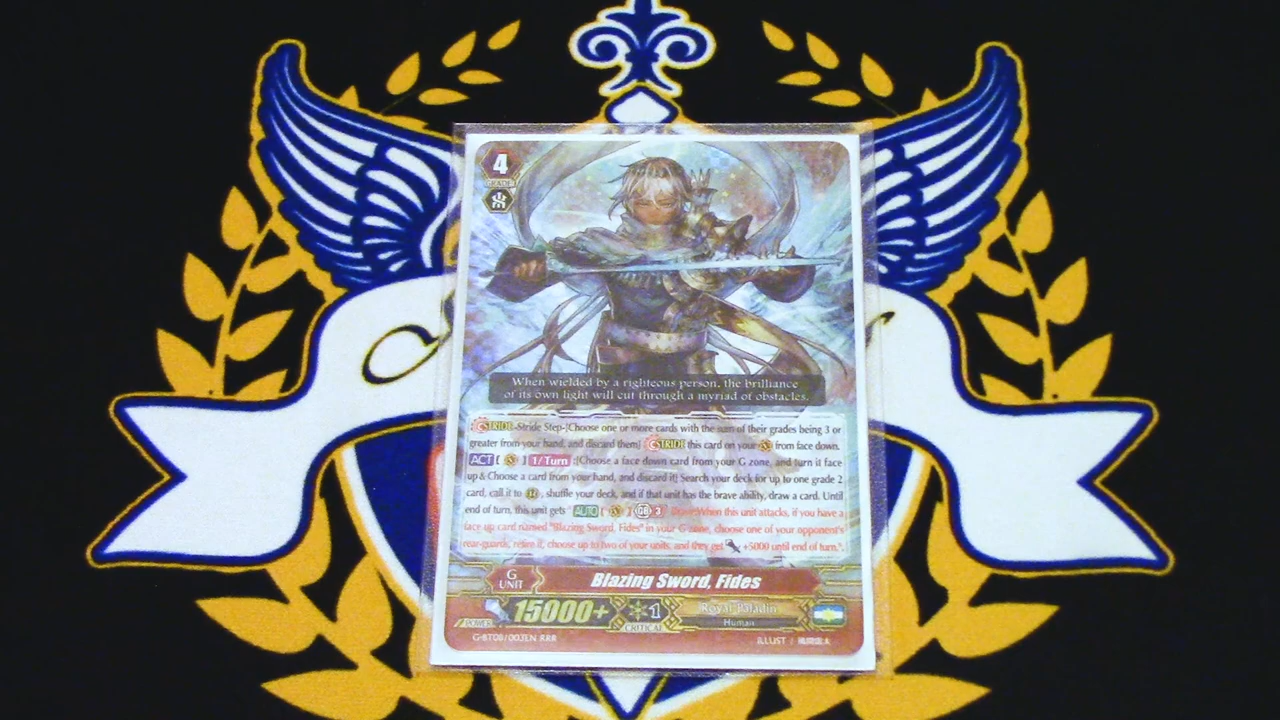 4
GRADE
When wielded by a righteous person, the brilliance
of its own light will cut through a myriad of obstacles.
STRIDE -Stride Step-[Choose one or more cards with the sum of their grades being 3 or
greater from your hand, and discard them] STRIDE this card on your from face down.
ACT [ ] 1/Turn :[Choose a face down card from your G zone, and turn it face
up & Choose a card from your hand, and discard it] Search your deck for up to one grade 2
card, call it to , shuffle your deck, and if that unit has the brave ability, draw a card. Until
end of turn, this unit gets " AUTO [ ] GB 3 Brave:When this unit attacks, if you have a
face up card named "Blazing Sword, Fides" in your G zone, choose one of your opponent's
rear-guards, retire it, choose up to two of your units, and they get +5000 until end of turn.".
G
UNIT
Blazing Sword, Fides
POWER 15000+ 1 CRITICAL
Royal Paladin
Human
G-BT08/003EN RRR
ILLUST /